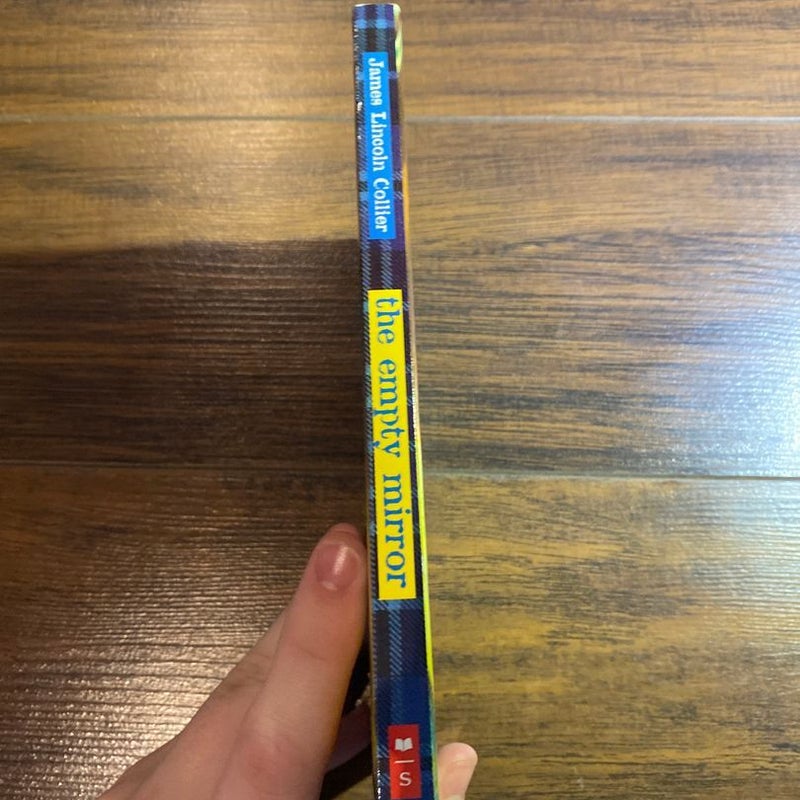 James Lincoln Collier
the empty mirror
S